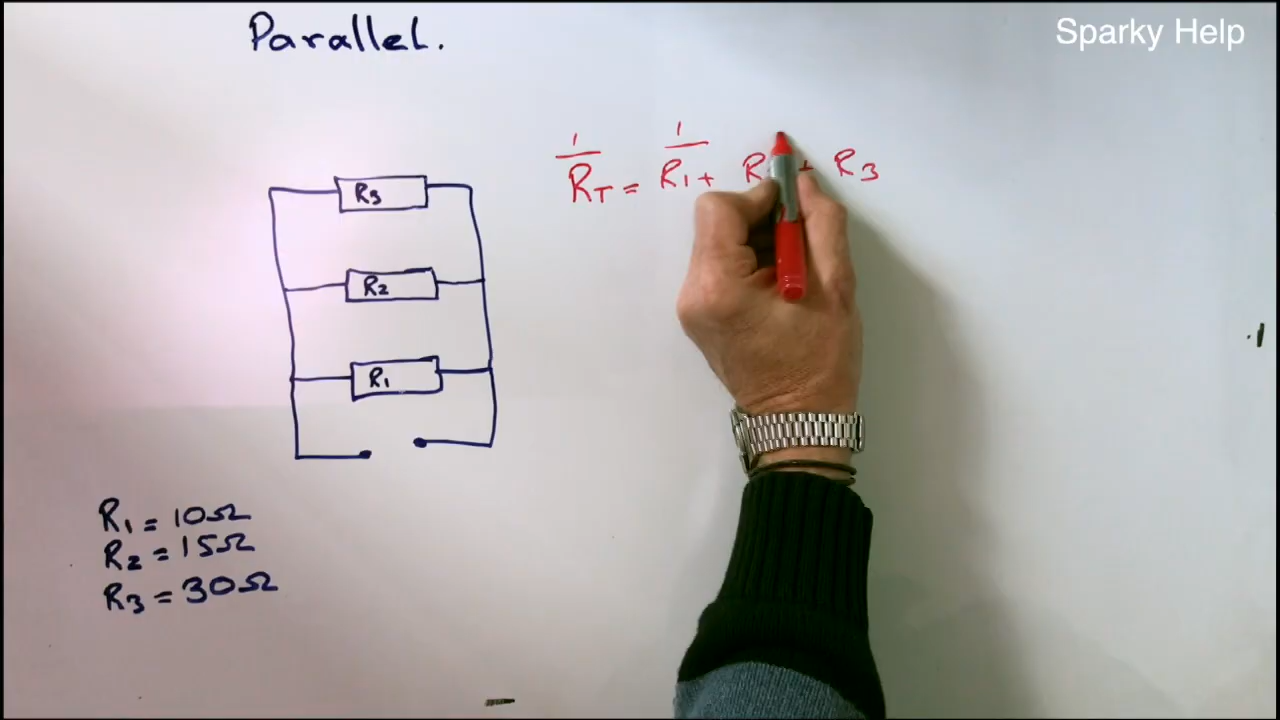 Parallel.
Sparky Help
1/RT = 1/R1 + R + R3
R3
R2
R1
R1 = 10Ω
R2 = 15Ω
R3 = 30Ω